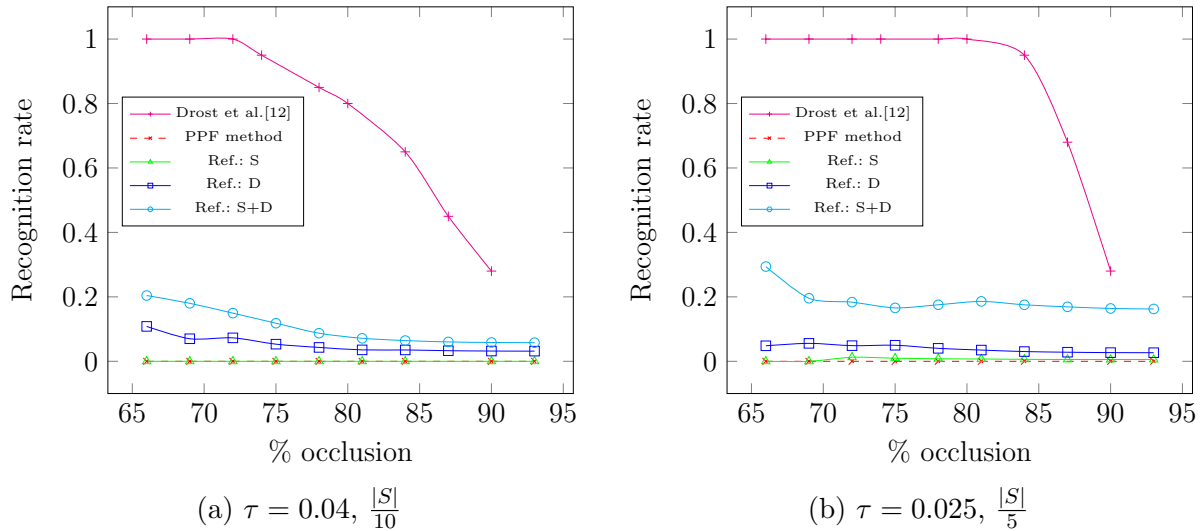 1
0.8
0.6
0.4
0.2
0
Recognition rate
Drost et al.[12]
PPF method
Ref.: S
Ref.: D
Ref.: S+D
65 70 75 80 85 90 95
% occlusion
(a) τ = 0.04, |S|/10
1
0.8
0.6
0.4
0.2
0
Recognition rate
Drost et al.[12]
PPF method
Ref.: S
Ref.: D
Ref.: S+D
65 70 75 80 85 90 95
% occlusion
(b) τ = 0.025, |S|/5